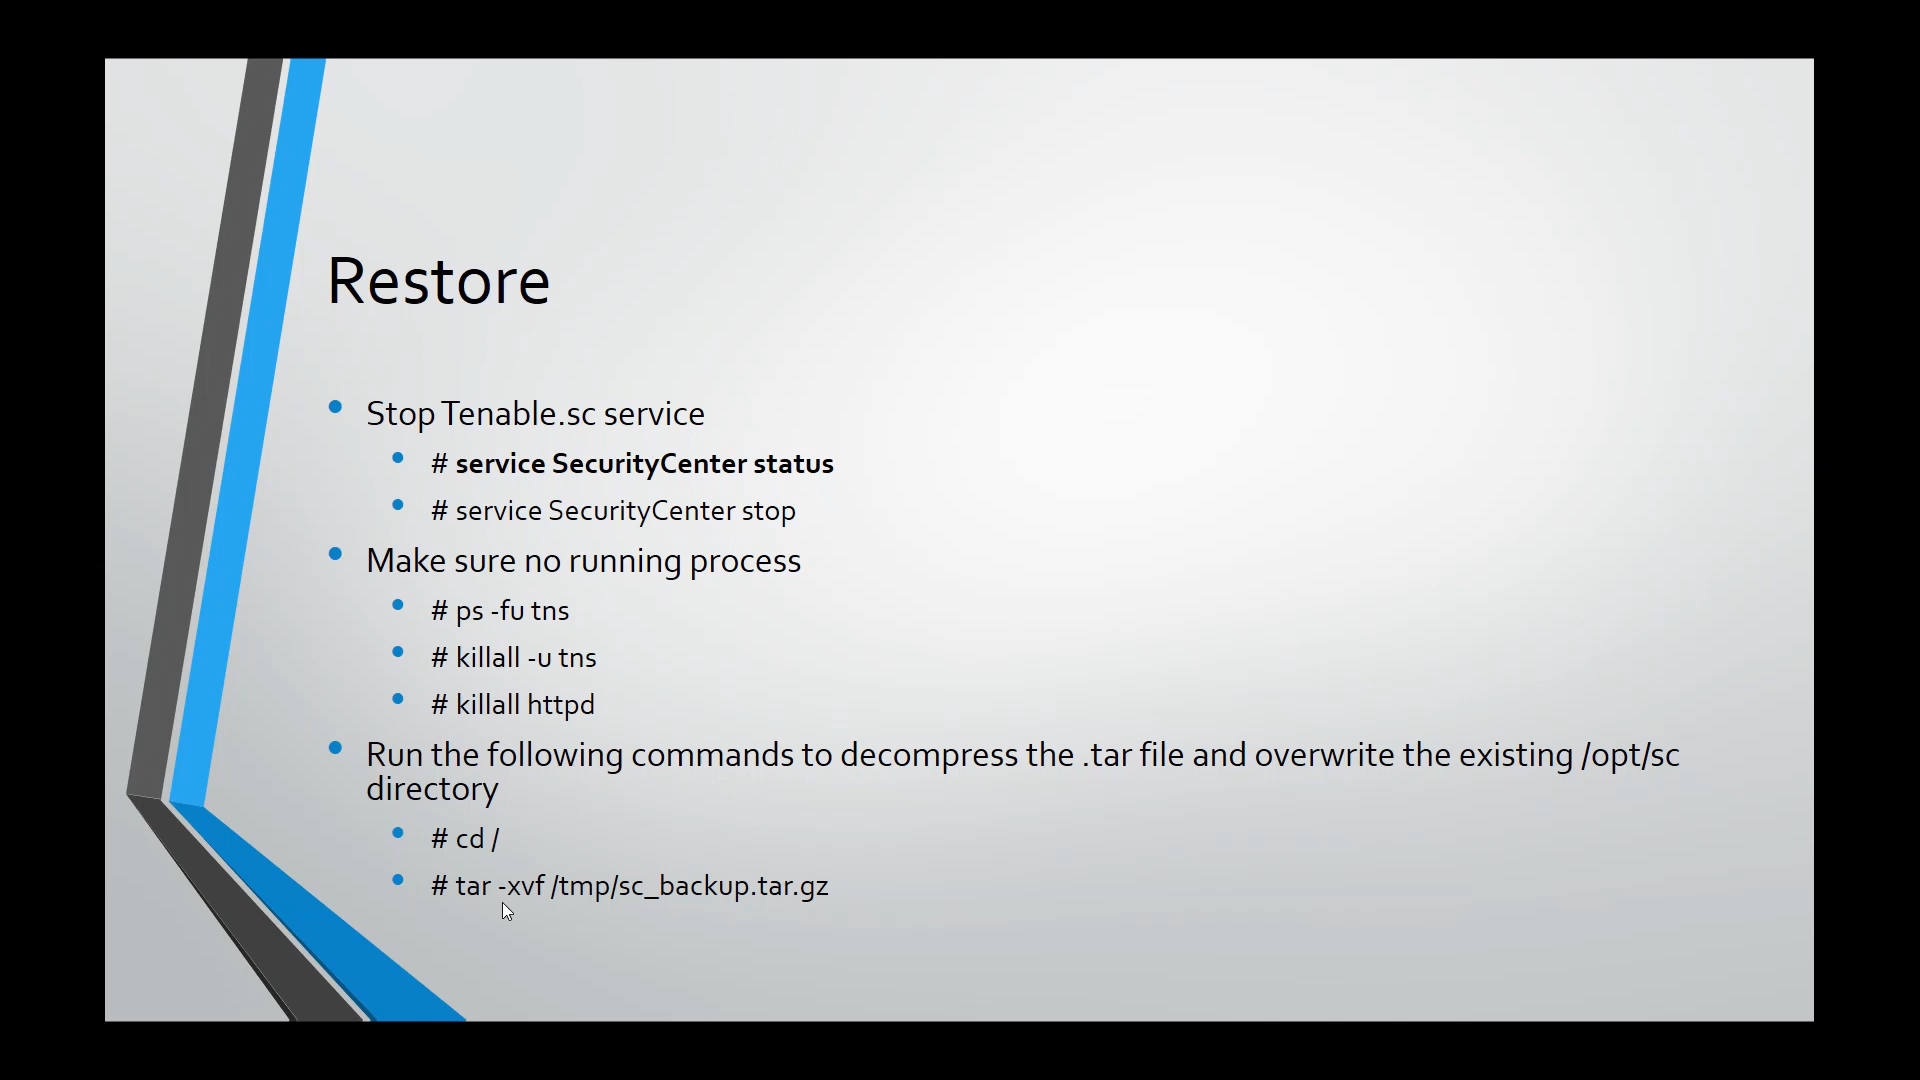 Restore
Stop Tenable.sc service
# service SecurityCenter status
# service SecurityCenter stop
Make sure no running process
# ps -fu tns
# killall -u tns
# killall httpd
Run the following commands to decompress the .tar file and overwrite the existing /opt/sc
directory
# cd /
# tar -xvf /tmp/sc_backup.tar.gz